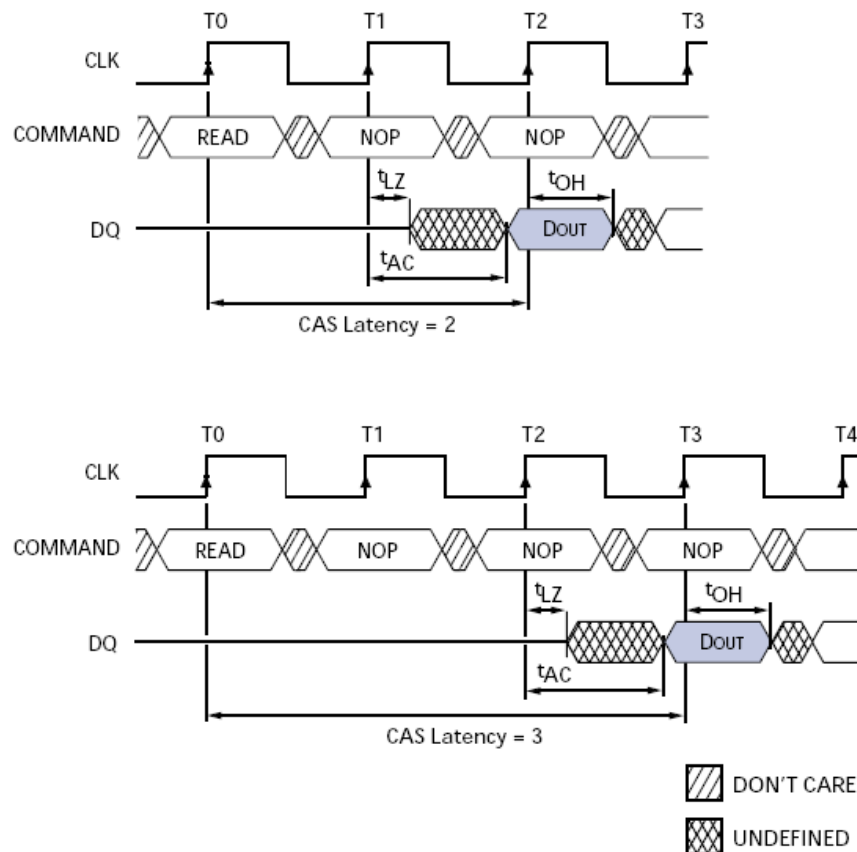 T0 T1 T2 T3
CLK
COMMAND READ NOP NOP
tLZ tOH
DQ DOUT
tAC
CAS Latency = 2
T0 T1 T2 T3 T4
CLK
COMMAND READ NOP NOP NOP
tLZ tOH
DQ DOUT
tAC
CAS Latency = 3
DON'T CARE
UNDEFINED